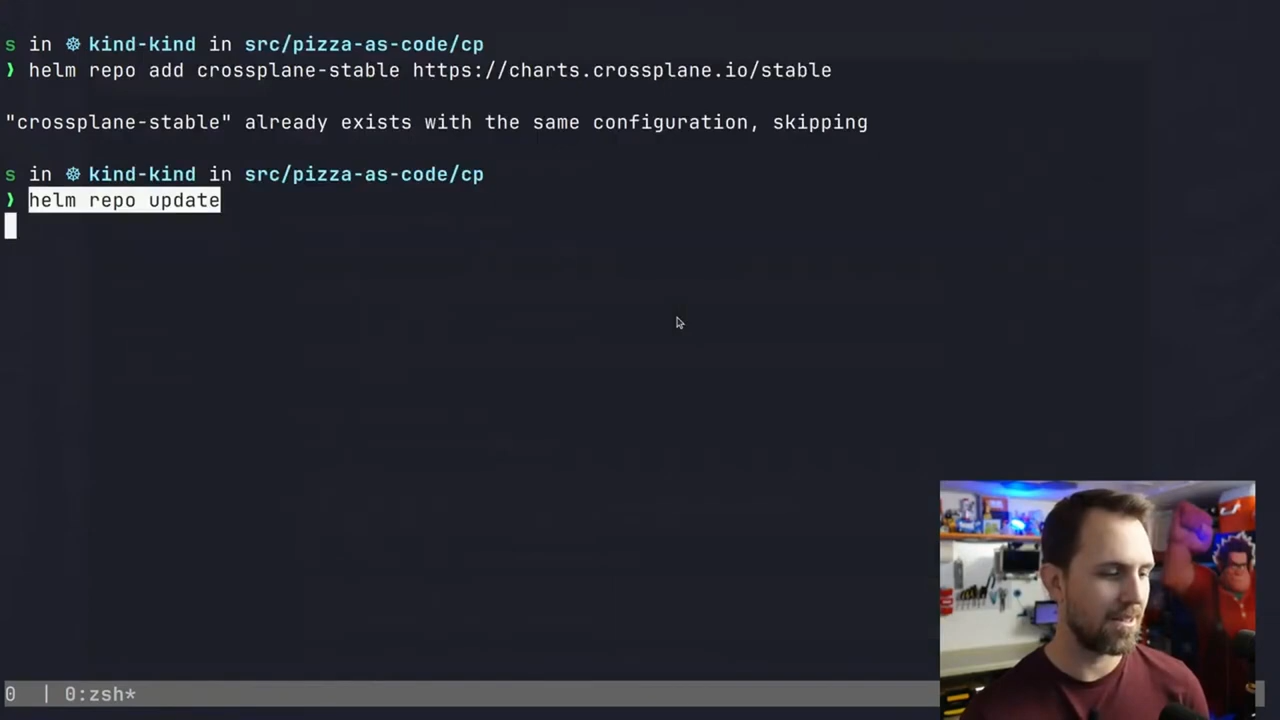 s in ☸ kind-kind in src/pizza-as-code/cp
❯ helm repo add crossplane-stable https://charts.crossplane.io/stable
"crossplane-stable" already exists with the same configuration, skipping
s in ☸ kind-kind in src/pizza-as-code/cp
❯ helm repo update
0 | 0:zsh*